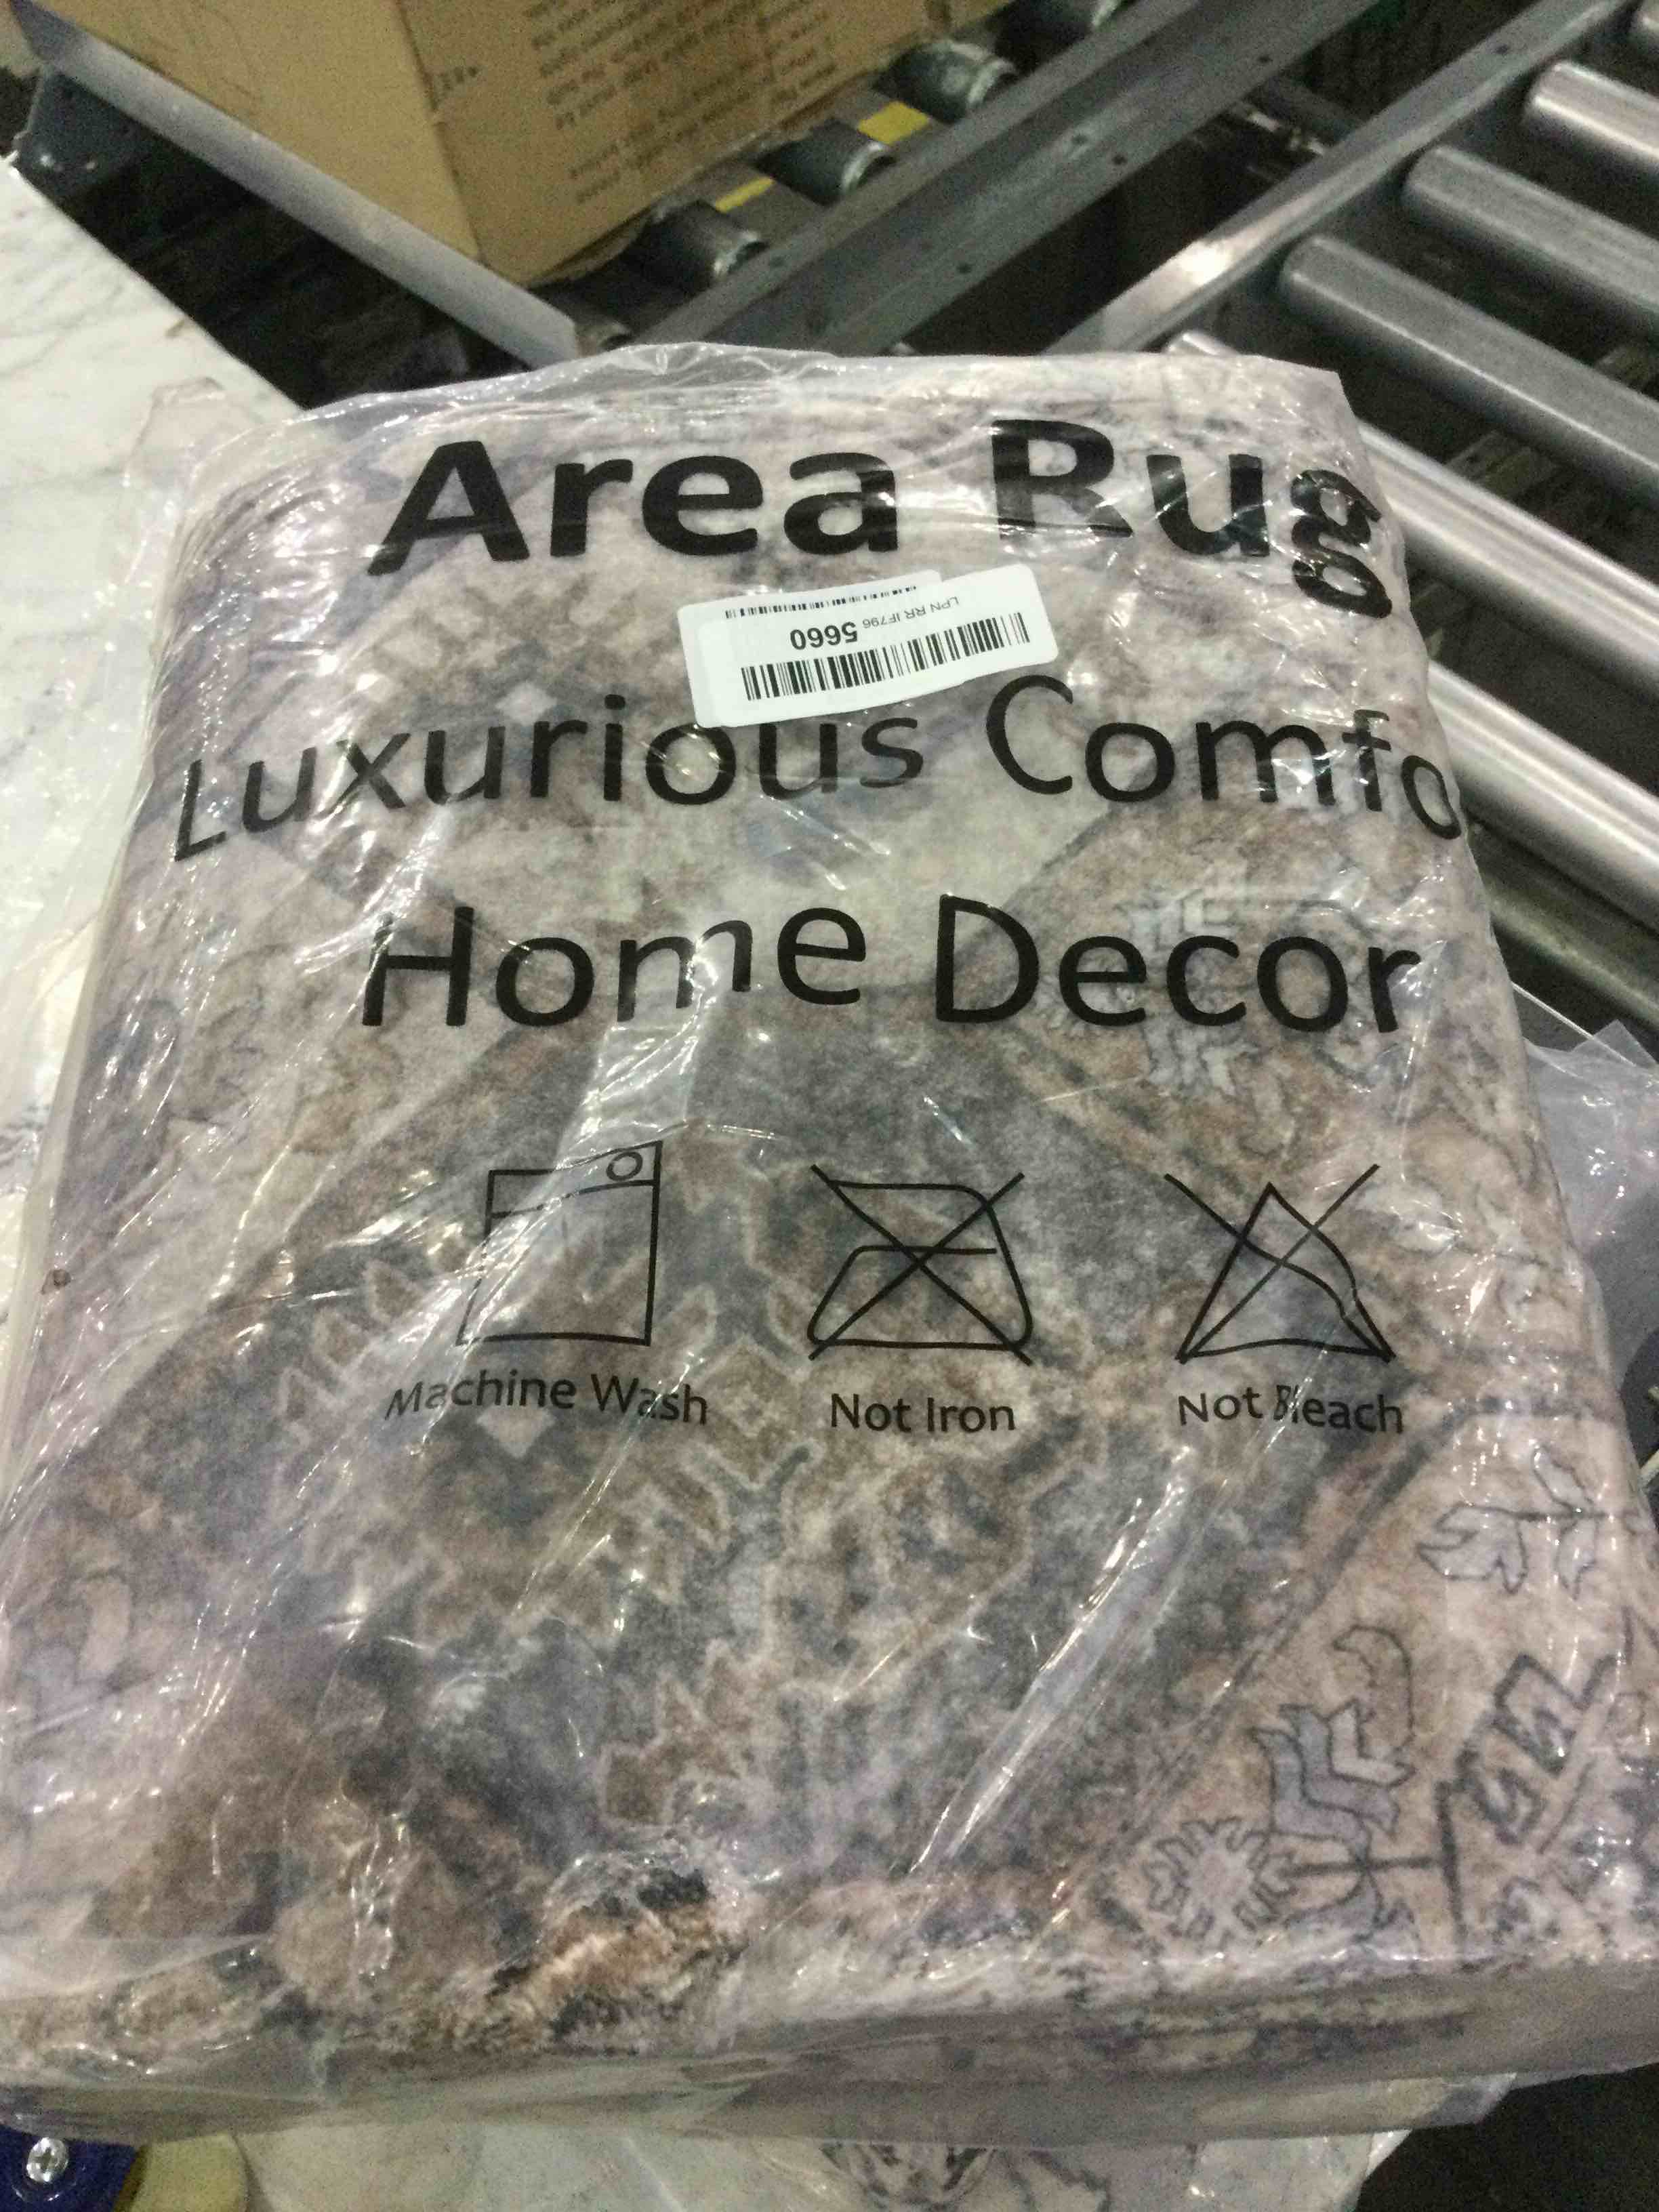 Area Rug
LPN RR IF796 5660
Luxurious Comfo
Home Decor
Machine Wash
Not Iron
Not Bleach